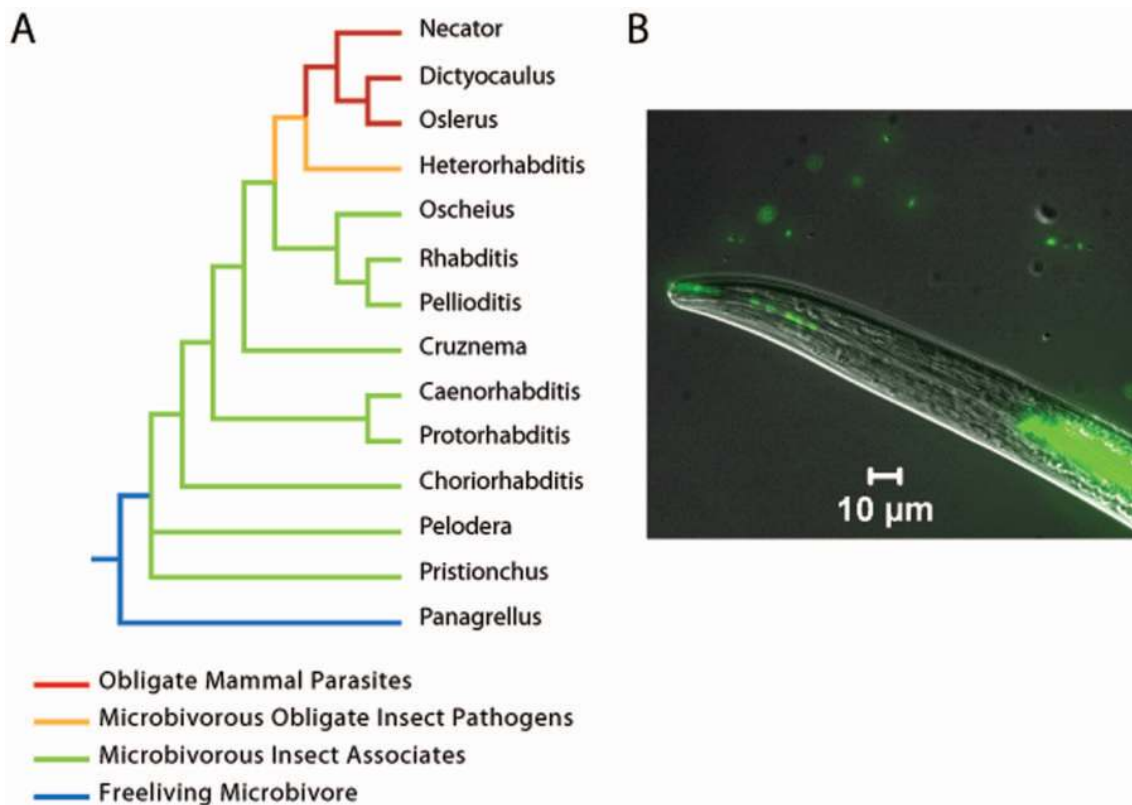 A
Necator
Dictyocaulus
Oslerus
Heterorhabditis
Oscheius
Rhabditis
Pellioditis
Cruznema
Caenorhabditis
Protorhabditis
Choriorhabditis
Pelodera
Pristionchus
Panagrellus
Obligate Mammal Parasites
Microbivorous Obligate Insect Pathogens
Microbivorous Insect Associates
Freeliving Microbivore
B
10 µm